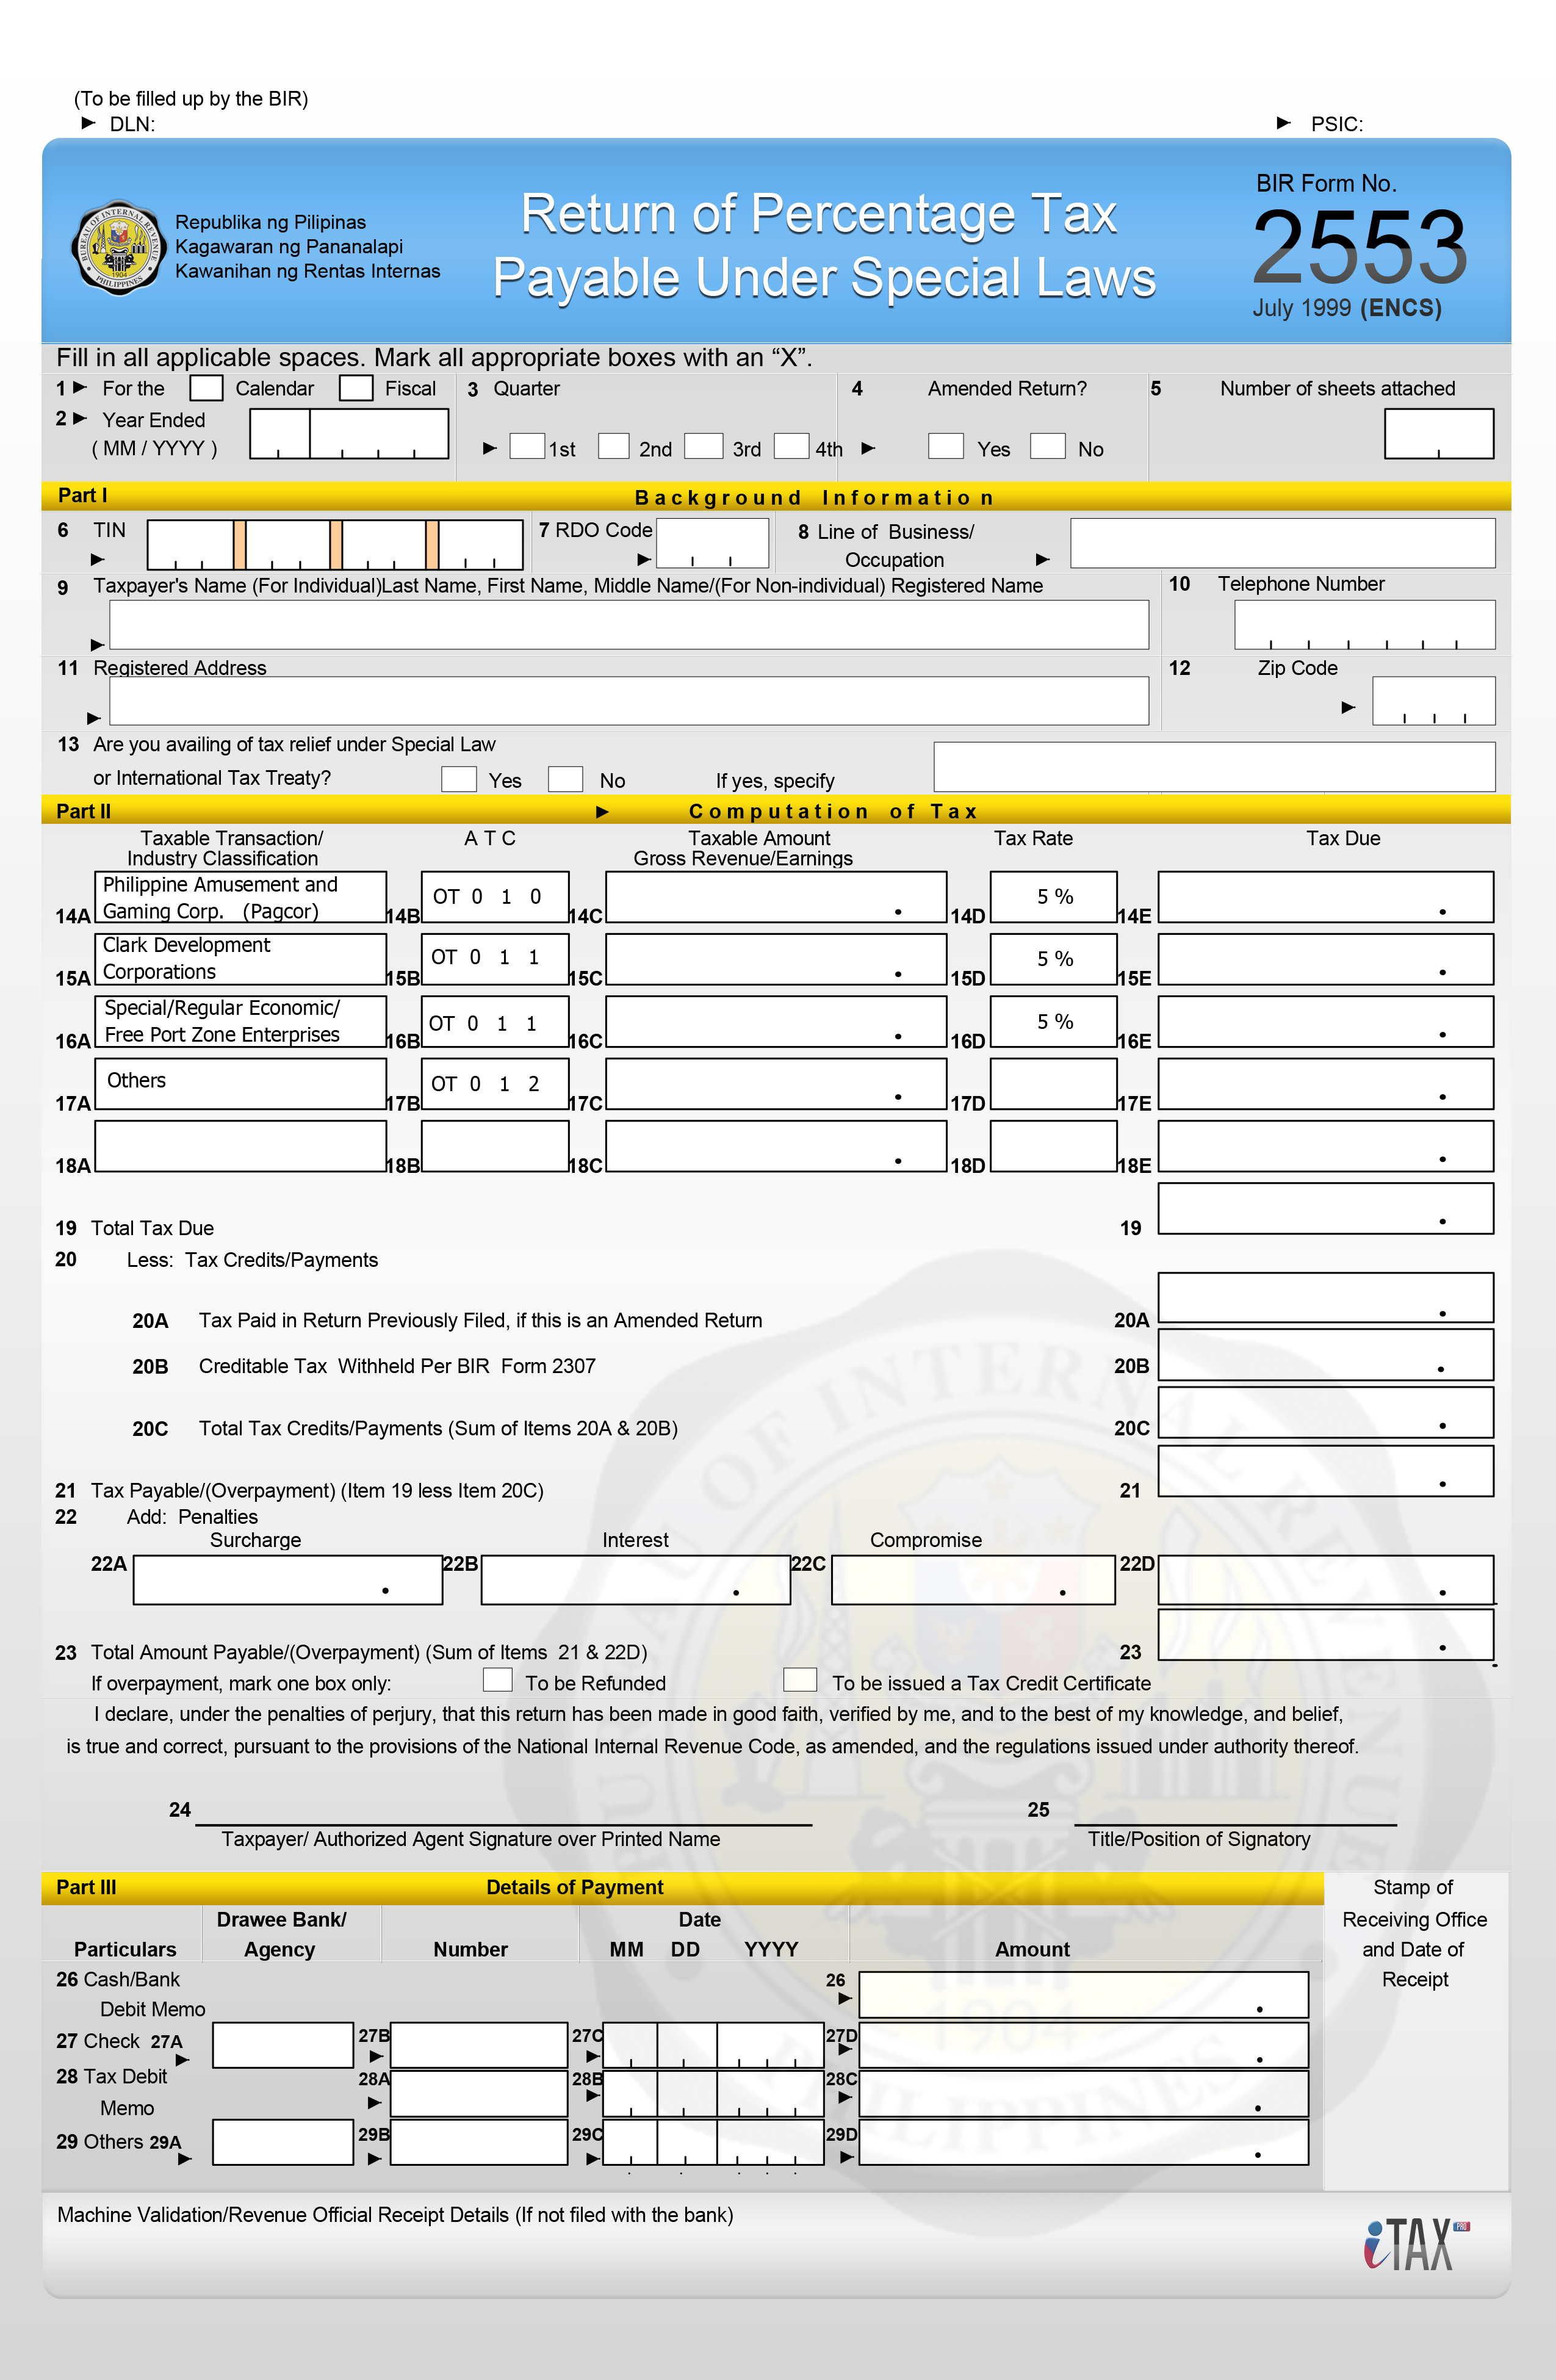 (To be filled up by the BIR)
DLN:
PSIC:
Republika ng Pilipinas
Kagawaran ng Pananalapi
Kawanihan ng Rentas Internas
Return of Percentage Tax
Payable Under Special Laws
BIR Form No.
2553
July 1999 (ENCS)
Fill in all applicable spaces. Mark all appropriate boxes with an “X”.
1 For the Calendar Fiscal
2 Year Ended
( MM / YYYY )
3 Quarter
1st 2nd 3rd 4th
4 Amended Return?
Yes No
5 Number of sheets attached
Part I Background Information
6 TIN
7 RDO Code
8 Line of Business/
Occupation
9 Taxpayer's Name (For Individual)Last Name, First Name, Middle Name/(For Non-individual) Registered Name
10 Telephone Number
11 Registered Address
12 Zip Code
13 Are you availing of tax relief under Special Law
or International Tax Treaty? Yes No If yes, specify
Part II Computation of Tax
Taxable Transaction/
Industry Classification
A T C
Taxable Amount
Gross Revenue/Earnings
Tax Rate
Tax Due
14A Philippine Amusement and
Gaming Corp. (Pagcor)
14B OT 0 1 0 14C 14D 5 % 14E
15A Clark Development
Corporations
15B OT 0 1 1 15C 15D 5 % 15E
16A Special/Regular Economic/
Free Port Zone Enterprises
16B OT 0 1 1 16C 16D 5 % 16E
17A Others 17B OT 0 1 2 17C 17D 17E
18A 18B 18C 18D 18E
19 Total Tax Due 19
20 Less: Tax Credits/Payments
20A Tax Paid in Return Previously Filed, if this is an Amended Return 20A
20B Creditable Tax Withheld Per BIR Form 2307 20B
20C Total Tax Credits/Payments (Sum of Items 20A & 20B) 20C
21 Tax Payable/(Overpayment) (Item 19 less Item 20C) 21
22 Add: Penalties
Surcharge Interest Compromise
22A 22B 22C 22D
23 Total Amount Payable/(Overpayment) (Sum of Items 21 & 22D) 23
If overpayment, mark one box only: To be Refunded To be issued a Tax Credit Certificate
I declare, under the penalties of perjury, that this return has been made in good faith, verified by me, and to the best of my knowledge, and belief,
is true and correct, pursuant to the provisions of the National Internal Revenue Code, as amended, and the regulations issued under authority thereof.
24 25
Taxpayer/ Authorized Agent Signature over Printed Name Title/Position of Signatory
Part III Details of Payment
Stamp of
Receiving Office
and Date of
Receipt
Drawee Bank/ Date
Particulars Agency Number MM DD YYYY Amount
26 Cash/Bank 26
Debit Memo
27 Check 27A 27B 27C 27D
28 Tax Debit 28A 28B 28C
Memo
29 Others 29A 29B 29C 29D
Machine Validation/Revenue Official Receipt Details (If not filed with the bank)
iTAX PRO
BUREAU OF INTERNAL REVENUE
1904
PHILIPPINES